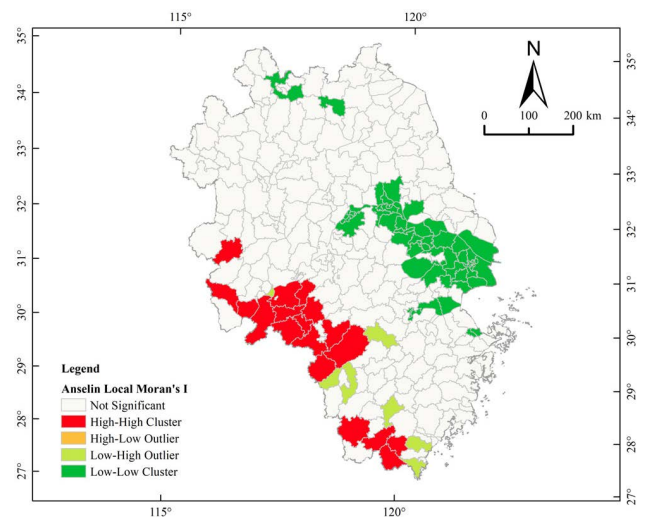 115° 120°
35° 35°
N
34° 34°
0 100 200 km
33° 33°
32° 32°
31° 31°
30° 30°
29° 29°
28° 28°
27° 27°
Legend
Anselin Local Moran's I
Not Significant
High-High Cluster
High-Low Outlier
Low-High Outlier
Low-Low Cluster
115° 120°